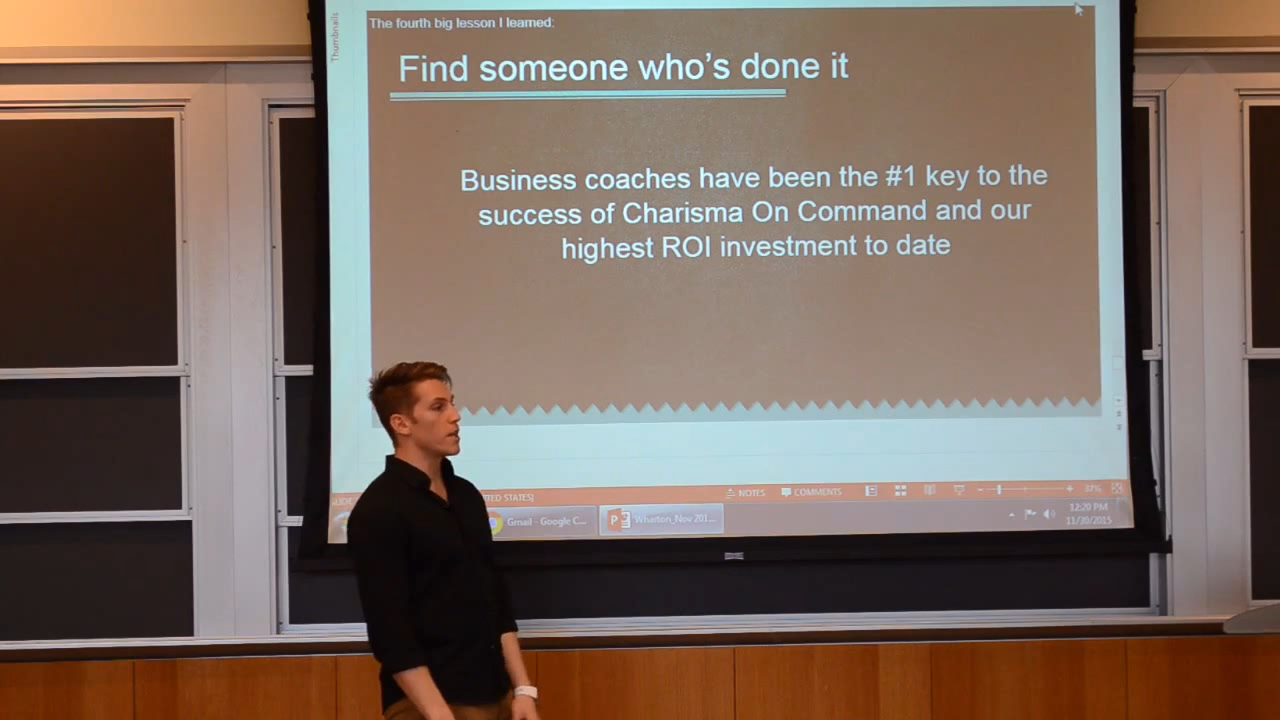 Thumbnails
The fourth big lesson I learned:
Find someone who's done it
Business coaches have been the #1 key to the
success of Charisma On Command and our
highest ROI investment to date
NOTES
COMMENTS
37%
Gmail - Google C...
Wharton_Nov 201...
12:20 PM
11/30/2015